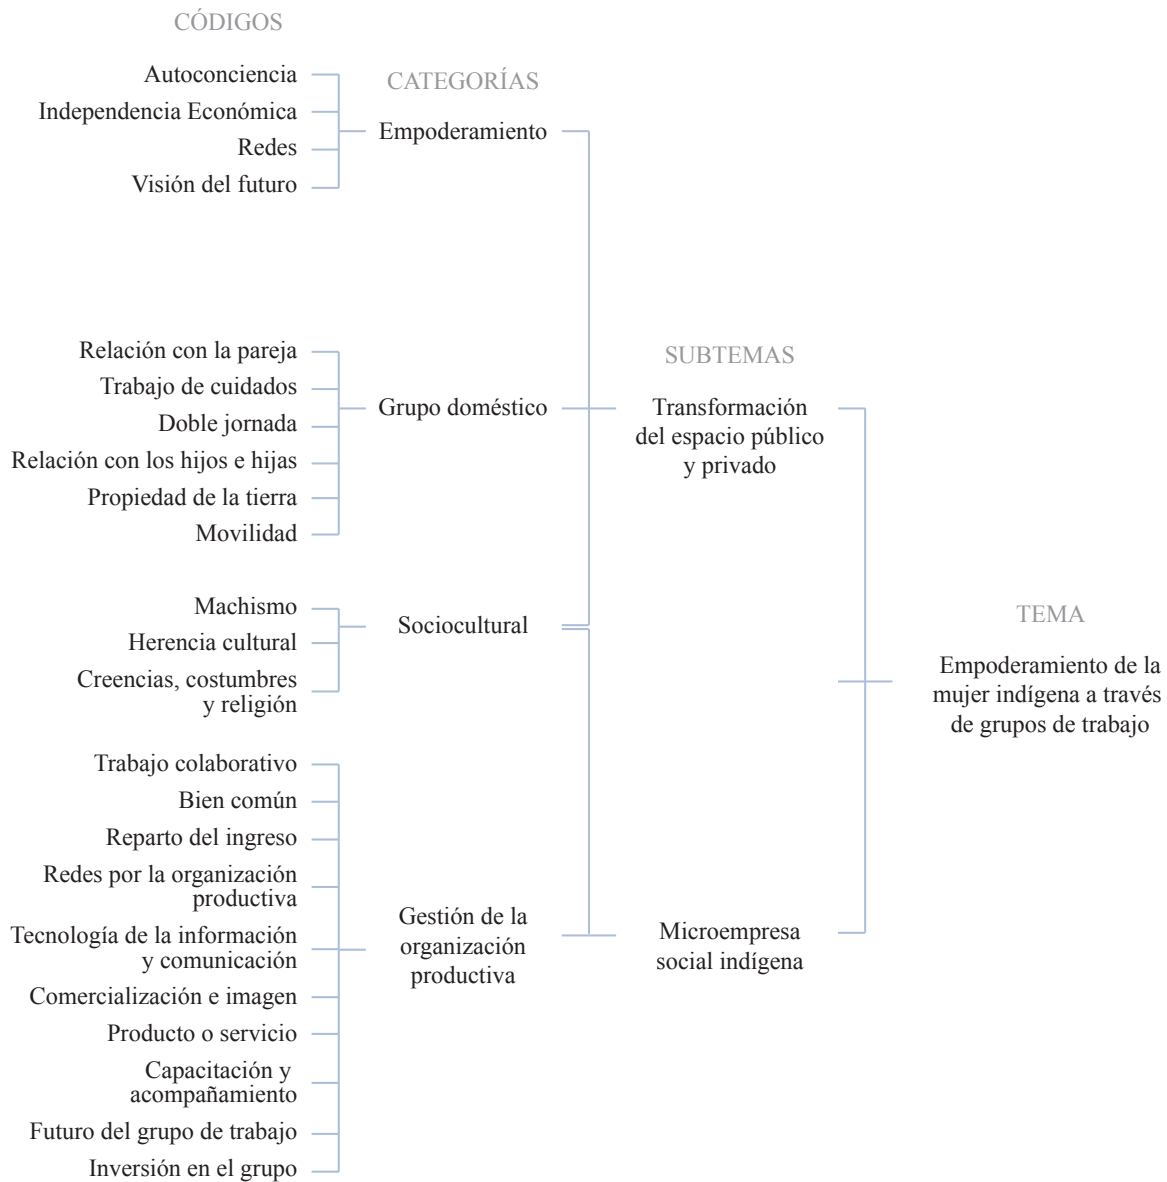 CÓDIGOS
Autoconciencia
Independencia Económica
Redes
Visión del futuro
Relación con la pareja
Trabajo de cuidados
Doble jornada
Relación con los hijos e hijas
Propiedad de la tierra
Movilidad
Machismo
Herencia cultural
Creencias, costumbres
y religión
Trabajo colaborativo
Bien común
Reparto del ingreso
Redes por la organización
productiva
Tecnología de la información
y comunicación
Comercialización e imagen
Producto o servicio
Capacitación y
acompañamiento
Futuro del grupo de trabajo
Inversión en el grupo
CATEGORÍAS
Empoderamiento
Grupo doméstico
Sociocultural
Gestión de la
organización
productiva
SUBTEMAS
Transformación
del espacio público
y privado
Microempresa
social indígena
TEMA
Empoderamiento de la
mujer indígena a través
de grupos de trabajo